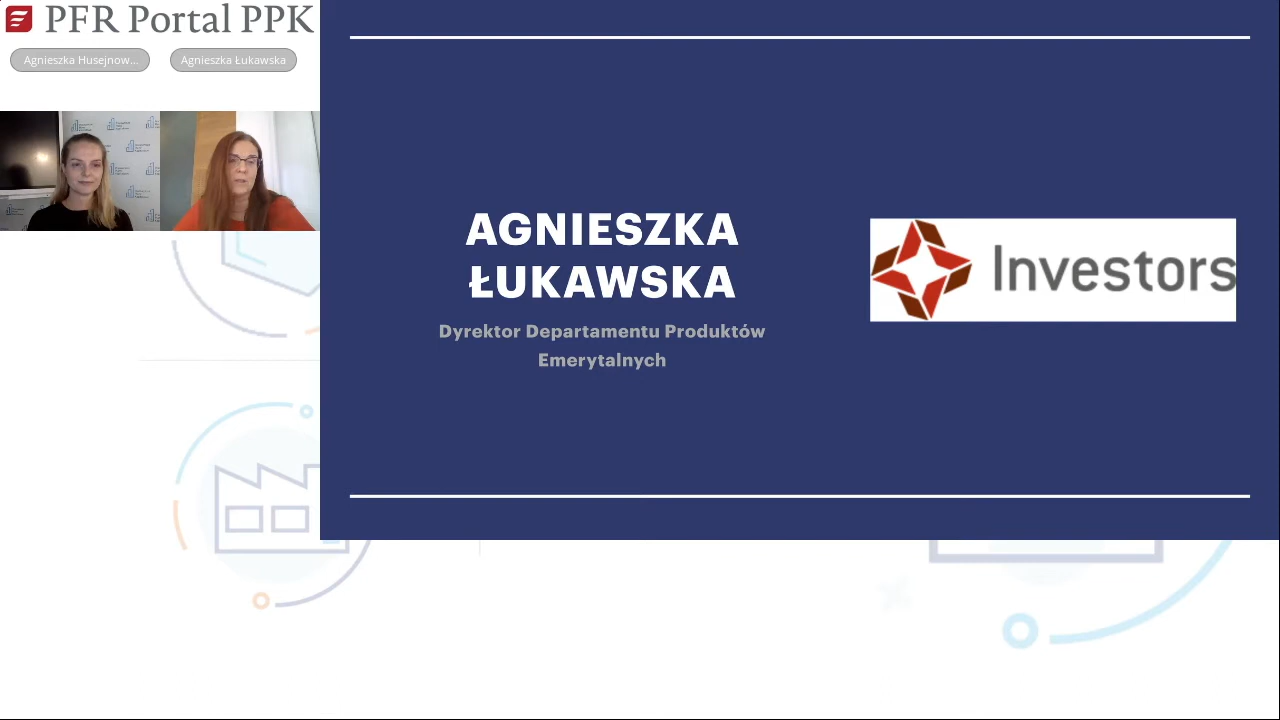 PFR Portal PPK
Agnieszka Husejnow...
Agnieszka Łukawska
AGNIESZKA
ŁUKAWSKA
Dyrektor Departamentu Produktów
Emerytalnych
Investors